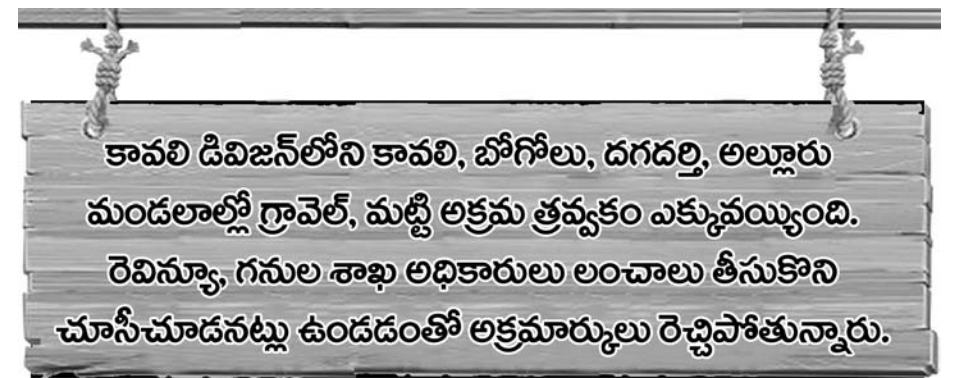 కావలి డివిజన్‌లోని కావలి, బోగోలు, దగదర్తి, అల్లూరు
మండలాల్లో గ్రావెల్, మట్టి అక్రమ త్రవ్వకం ఎక్కువయ్యింది.
రెవిన్యూ, గనుల శాఖ అధికారులు లంచాలు తీసుకొని
చూసీచూడనట్లు ఉండడంతో అక్రమార్కులు రెచ్చిపోతున్నారు.